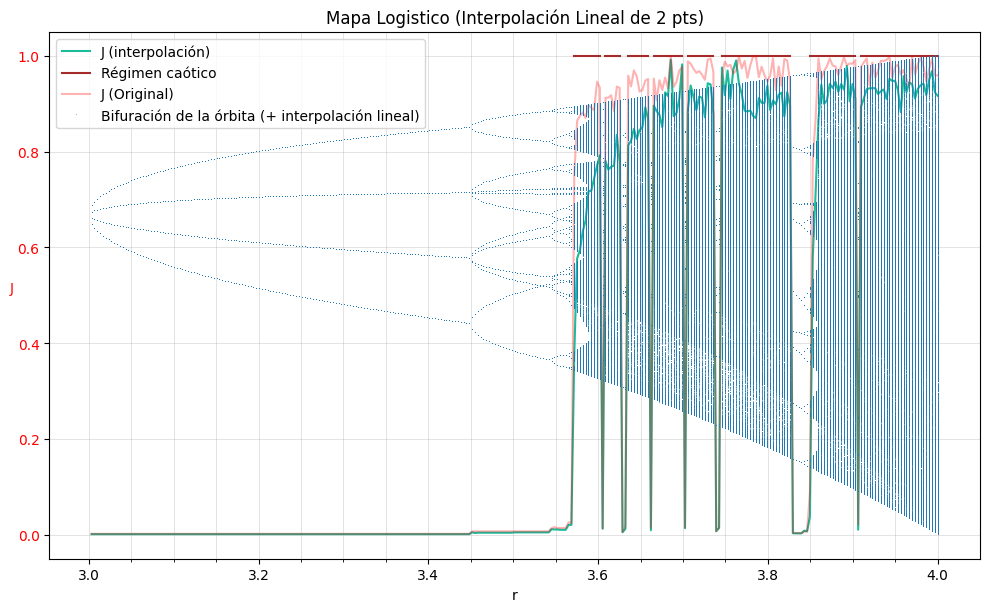 Mapa Logistico (Interpolación Lineal de 2 pts)
J (interpolación)
Régimen caótico
J (Original)
Bifuración de la órbita (+ interpolación lineal)
1.0
0.8
0.6
J
0.4
0.2
0.0
3.0 3.2 3.4 3.6 3.8 4.0
r